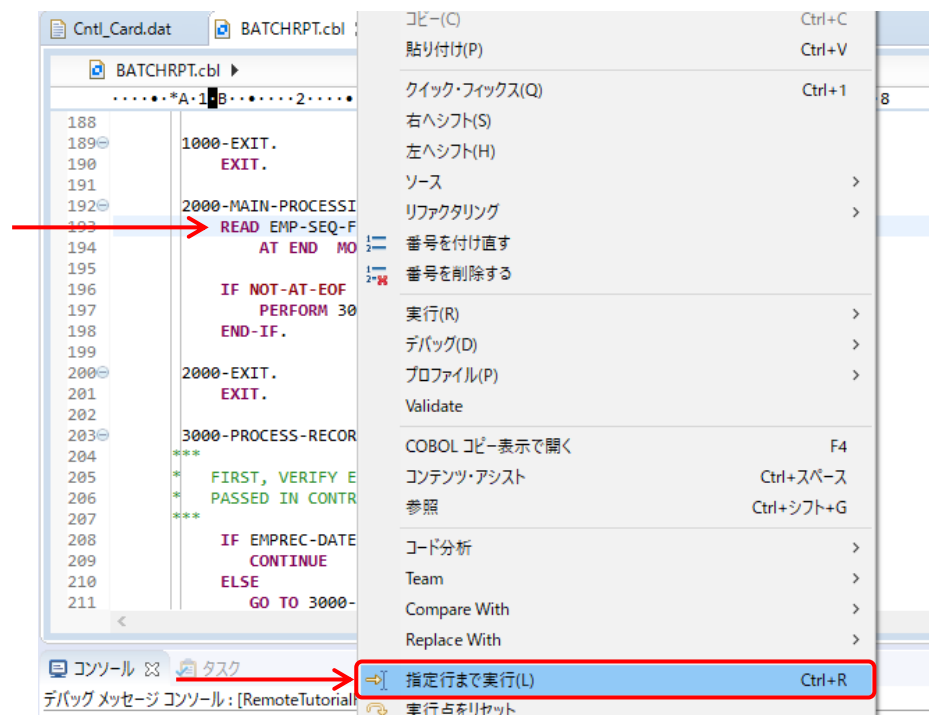 Cntl_Card.dat
BATCHRPT.cbl
BATCHRPT.cbl
····•·*A·1 B··•····2····•
8
188
189 1000-EXIT.
190 EXIT.
191
192 2000-MAIN-PROCESSI
193 READ EMP-SEQ-F
194 AT END MO
195
196 IF NOT-AT-EOF
197 PERFORM 30
198 END-IF.
199
200 2000-EXIT.
201 EXIT.
202
203 3000-PROCESS-RECOR
204 ***
205 * FIRST, VERIFY E
206 * PASSED IN CONTR
207 ***
208 IF EMPREC-DATE
209 CONTINUE
210 ELSE
211 GO TO 3000-
コピー(C) Ctrl+C
貼り付け(P) Ctrl+V
クイック・フィックス(Q) Ctrl+1
右へシフト(S)
左へシフト(H)
ソース
リファクタリング
番号を付け直す
番号を削除する
実行(R)
デバッグ(D)
プロファイル(P)
Validate
COBOL コピー表示で開く F4
コンテンツ・アシスト Ctrl+スペース
参照 Ctrl+シフト+G
コード分析
Team
Compare With
Replace With
指定行まで実行(L) Ctrl+R
実行点をリセット
コンソール タスク
デバッグ メッセージ コンソール : [RemoteTutorial